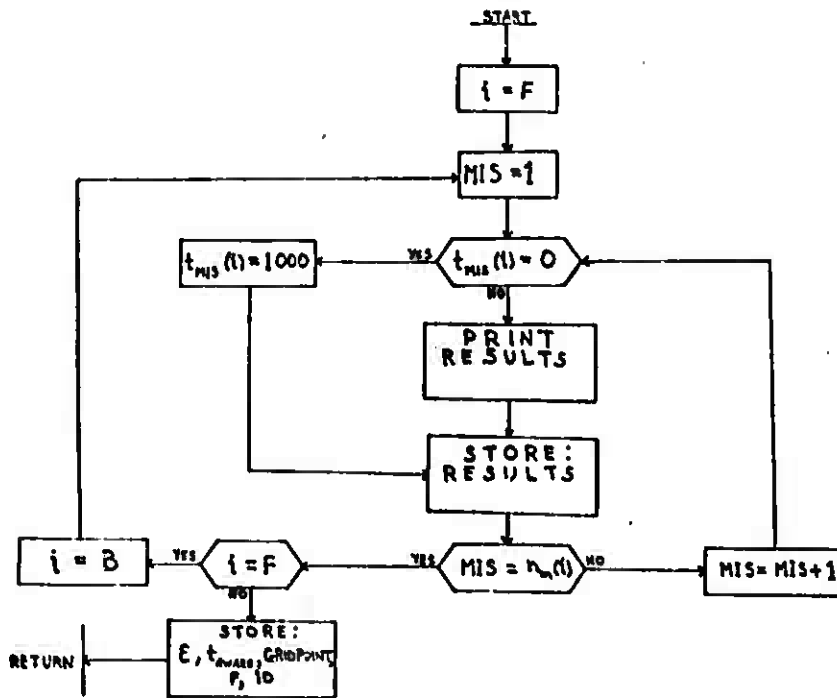 START
i = F
MIS = 1
t_MIS (i) = 1000
YES
t_MIS (i) = 0
NO
PRINT
RESULTS
STORE:
RESULTS
i = B
YES
i = F
YES
MIS = n_m(i)
NO
MIS = MIS+1
NO
STORE:
ε, t_AWARE, GRIDPOINT,
RETURN